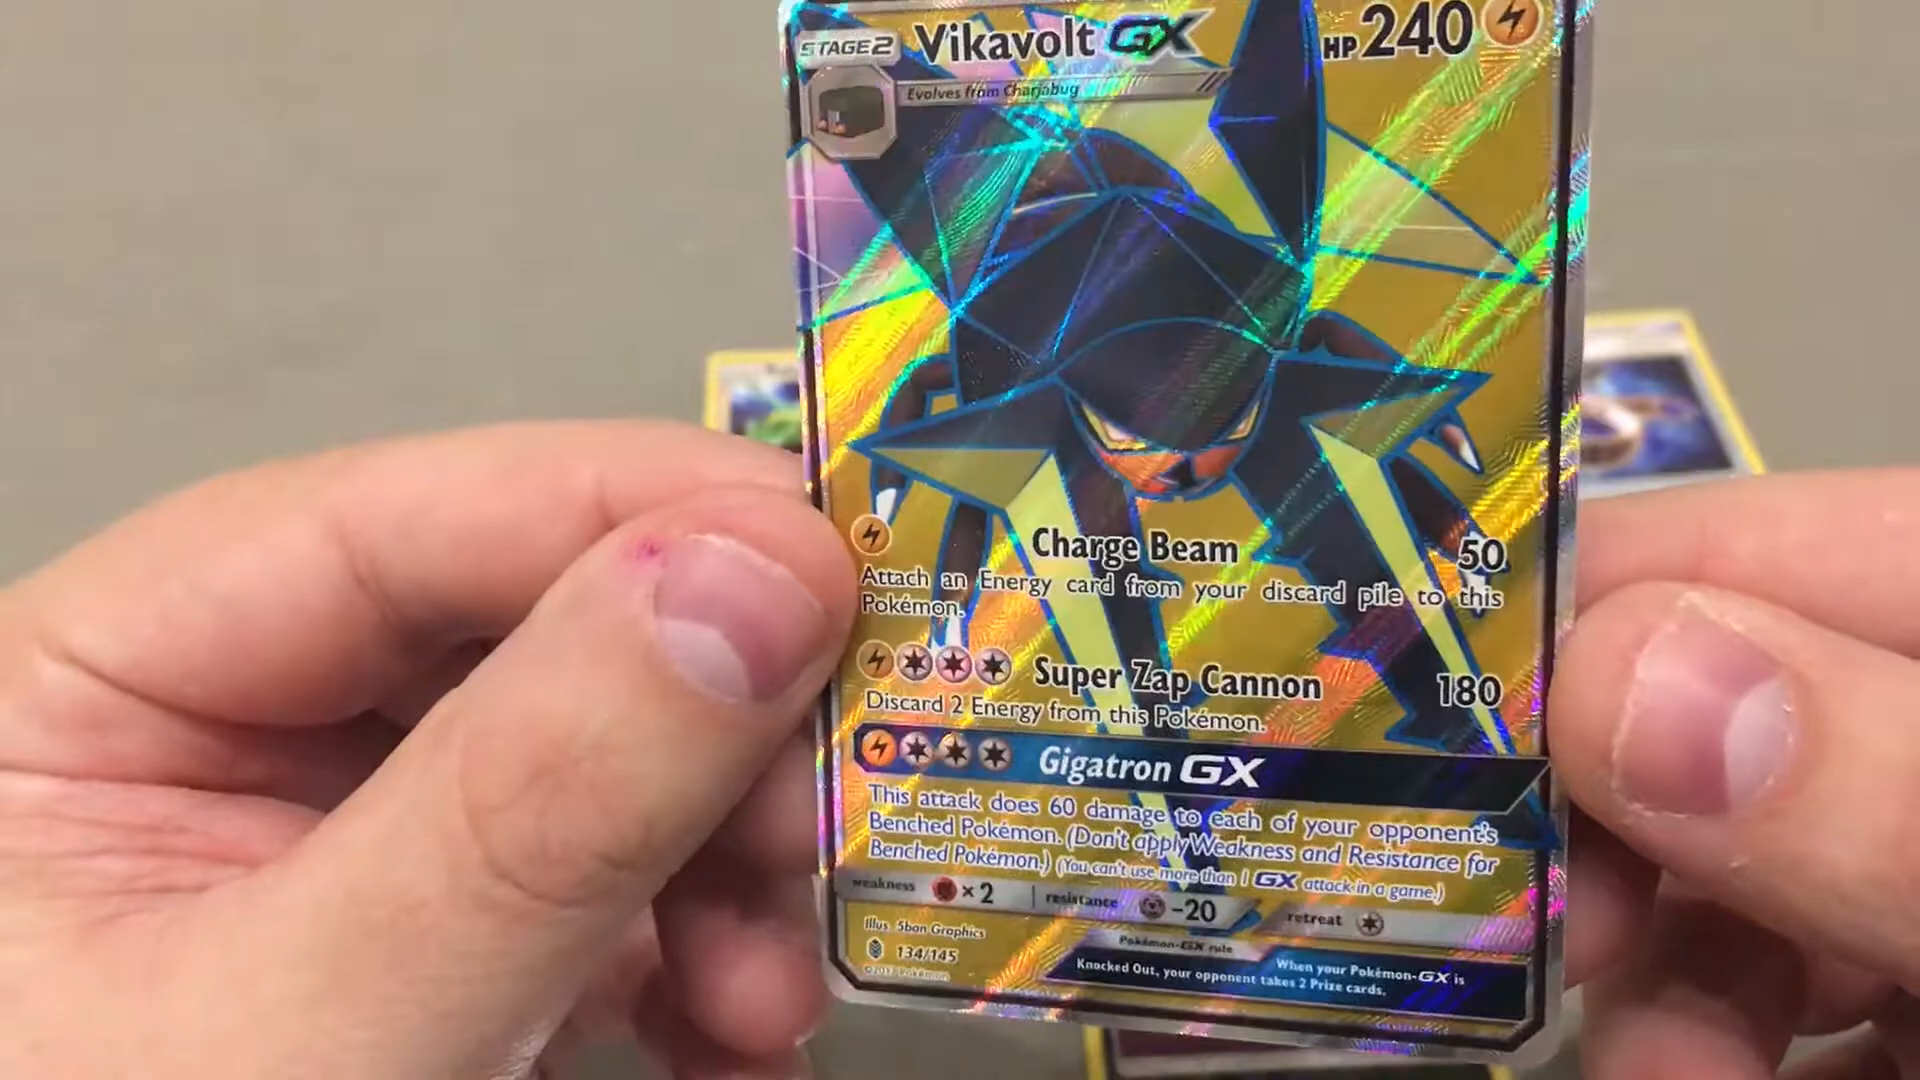 STAGE2 Vikavolt GX HP 240
Evolves from Charjabug
Charge Beam 50
Attach an Energy card from your discard pile to this
Pokémon.
Super Zap Cannon 180
Discard 2 Energy from this Pokémon.
Gigatron GX
This attack does 60 damage to each of your opponent's
Benched Pokémon. (Don't apply Weakness and Resistance for
Benched Pokémon.) (You can't use more than 1 GX attack in a game.)
weakness ×2 resistance -20 retreat
Illus. 5ban Graphics
134/145
©2017 Pokémon
Pokémon-GX rule
When your Pokémon-GX is
Knocked Out, your opponent takes 2 Prize cards.